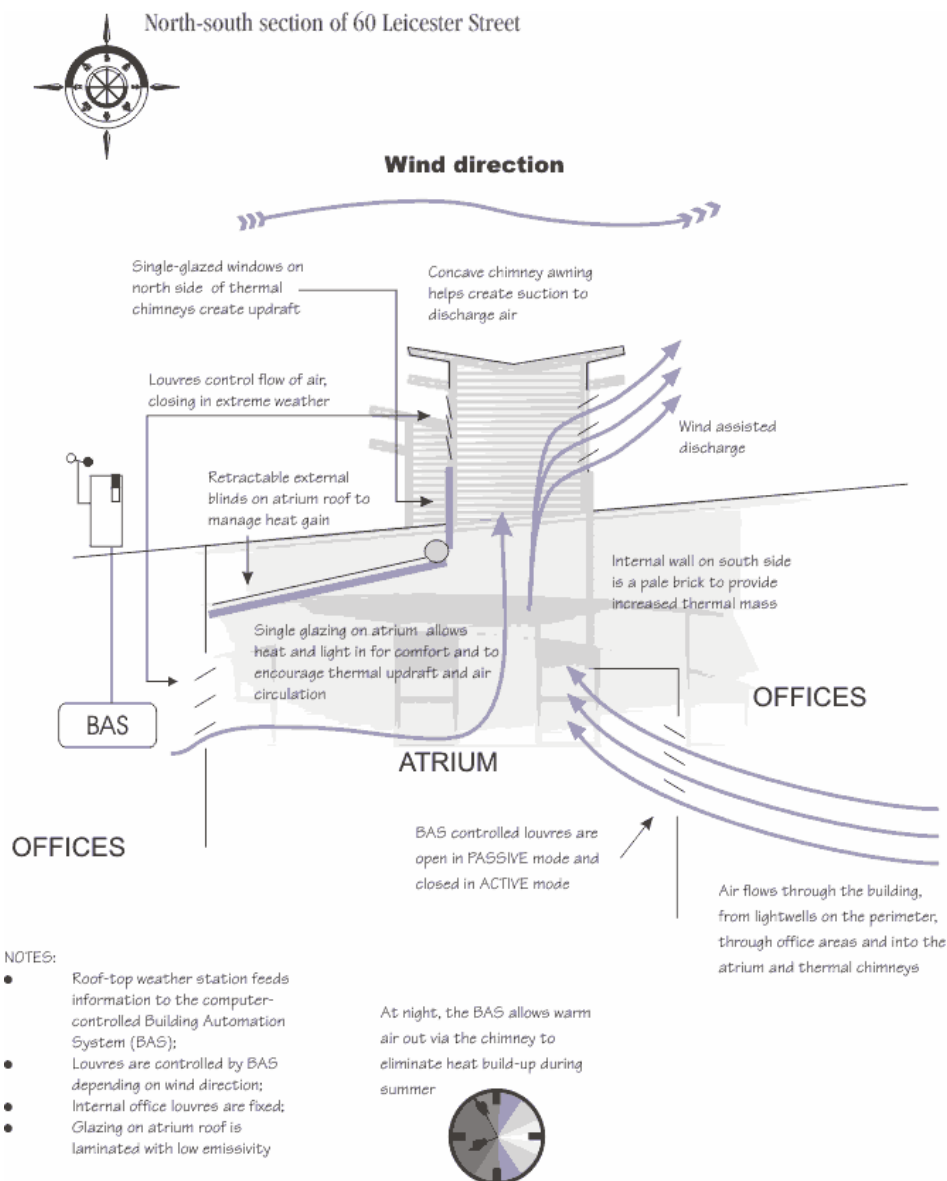 North-south section of 60 Leicester Street
Wind direction
Single-glazed windows on
north side of thermal
chimneys create updraft
Concave chimney awning
helps create suction to
discharge air
Louvres control flow of air,
closing in extreme weather
Wind assisted
discharge
Retractable external
blinds on atrium roof to
manage heat gain
Internal wall on south side
is a pale brick to provide
increased thermal mass
Single glazing on atrium allows
heat and light in for comfort and to
encourage thermal updraft and air
circulation
OFFICES
BAS
ATRIUM
OFFICES
BAS controlled louvres are
open in PASSIVE mode and
closed in ACTIVE mode
Air flows through the building,
from lightwells on the perimeter,
through office areas and into the
atrium and thermal chimneys
NOTES:
● Roof-top weather station feeds
information to the computer-
controlled Building Automation
System (BAS);
● Louvres are controlled by BAS
depending on wind direction;
● Internal office louvres are fixed;
● Glazing on atrium roof is
laminated with low emissivity
At night, the BAS allows warm
air out via the chimney to
eliminate heat build-up during
summer